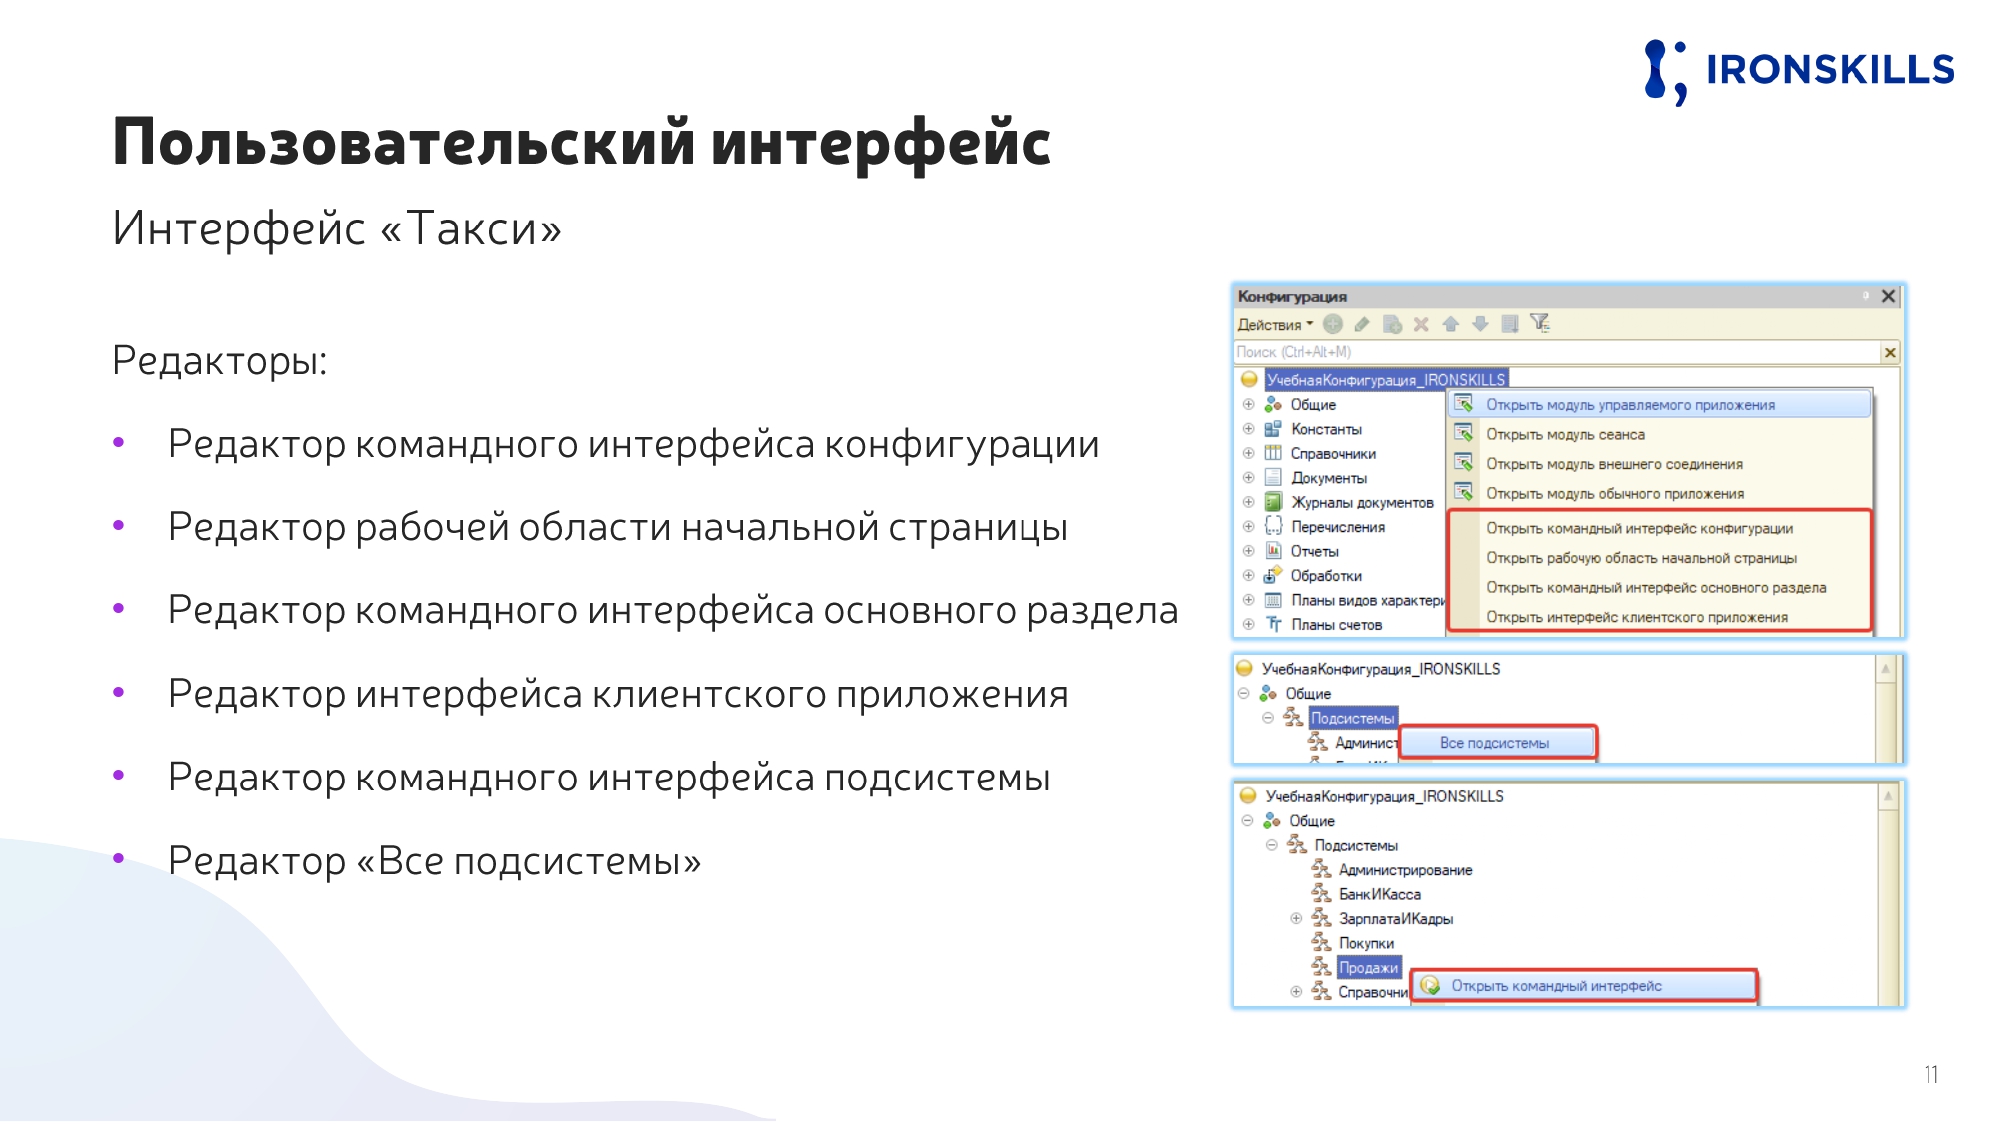 IRONSKILLS
Пользовательский интерфейс
Интерфейс «Такси»
Редакторы:
• Редактор командного интерфейса конфигурации
• Редактор рабочей области начальной страницы
• Редактор командного интерфейса основного раздела
• Редактор интерфейса клиентского приложения
• Редактор командного интерфейса подсистемы
• Редактор «Все подсистемы»
Конфигурация
Действия
Поиск (Ctrl+Alt+M)
УчебнаяКонфигурация_IRONSKILLS
Общие
Константы
Справочники
Документы
Журналы документов
Перечисления
Отчеты
Обработки
Планы видов характери
Планы счетов
Открыть модуль управляемого приложения
Открыть модуль сеанса
Открыть модуль внешнего соединения
Открыть модуль обычного приложения
Открыть командный интерфейс конфигурации
Открыть рабочую область начальной страницы
Открыть командный интерфейс основного раздела
Открыть интерфейс клиентского приложения
УчебнаяКонфигурация_IRONSKILLS
Общие
Подсистемы
Админист
Все подсистемы
УчебнаяКонфигурация_IRONSKILLS
Общие
Подсистемы
Администрирование
БанкИКасса
ЗарплатаИКадры
Покупки
Продажи
Справочни
Открыть командный интерфейс
11